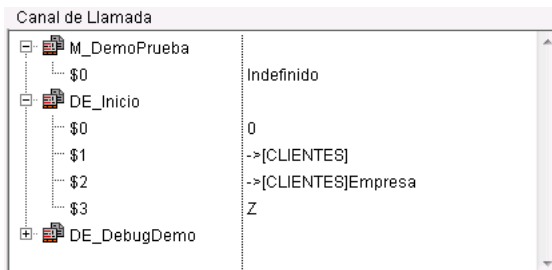 Canal de Llamada
M_DemoPrueba
$0 Indefinido
DE_Inicio
$0 0
$1 ->[CLIENTES]
$2 ->[CLIENTES]Empresa
$3 Z
DE_DebugDemo